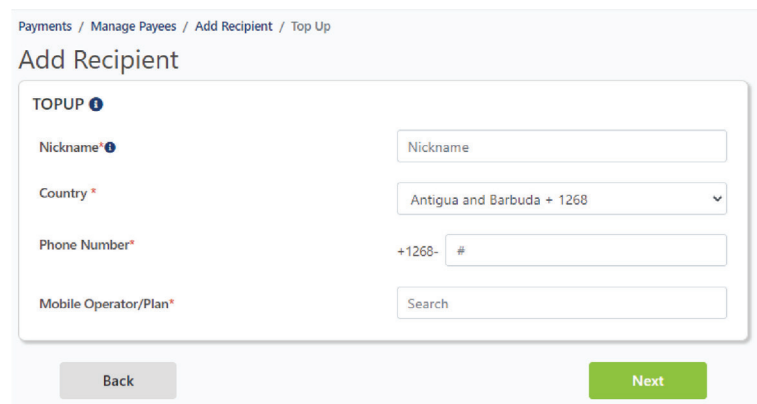 Payments / Manage Payees / Add Recipient / Top Up
Add Recipient
TOPUP
Nickname* Nickname
Country * Antigua and Barbuda + 1268
Phone Number* +1268- #
Mobile Operator/Plan* Search
Back Next